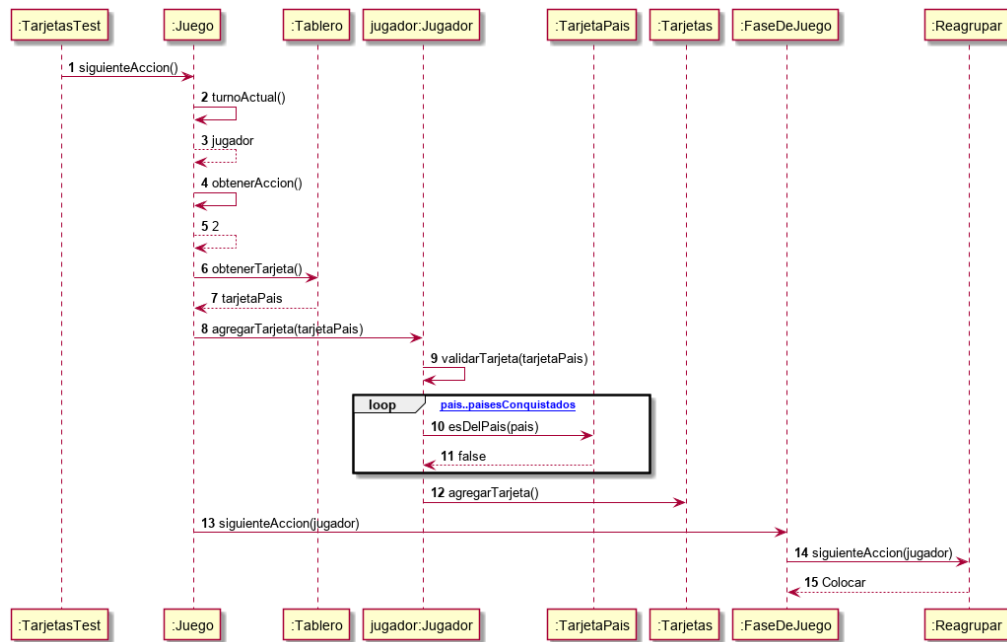 :TarjetasTest :Juego :Tablero jugador:Jugador :TarjetaPais :Tarjetas :FaseDeJuego :Reagrupar
1 siguienteAccion()
2 turnoActual()
3 jugador
4 obtenerAccion()
5 2
6 obtenerTarjeta()
7 tarjetaPais
8 agregarTarjeta(tarjetaPais)
9 validarTarjeta(tarjetaPais)
loop pais..paisesConquistados
10 esDelPais(pais)
11 false
12 agregarTarjeta()
13 siguienteAccion(jugador)
14 siguienteAccion(jugador)
15 Colocar
:TarjetasTest :Juego :Tablero jugador:Jugador :TarjetaPais :Tarjetas :FaseDeJuego :Reagrupar